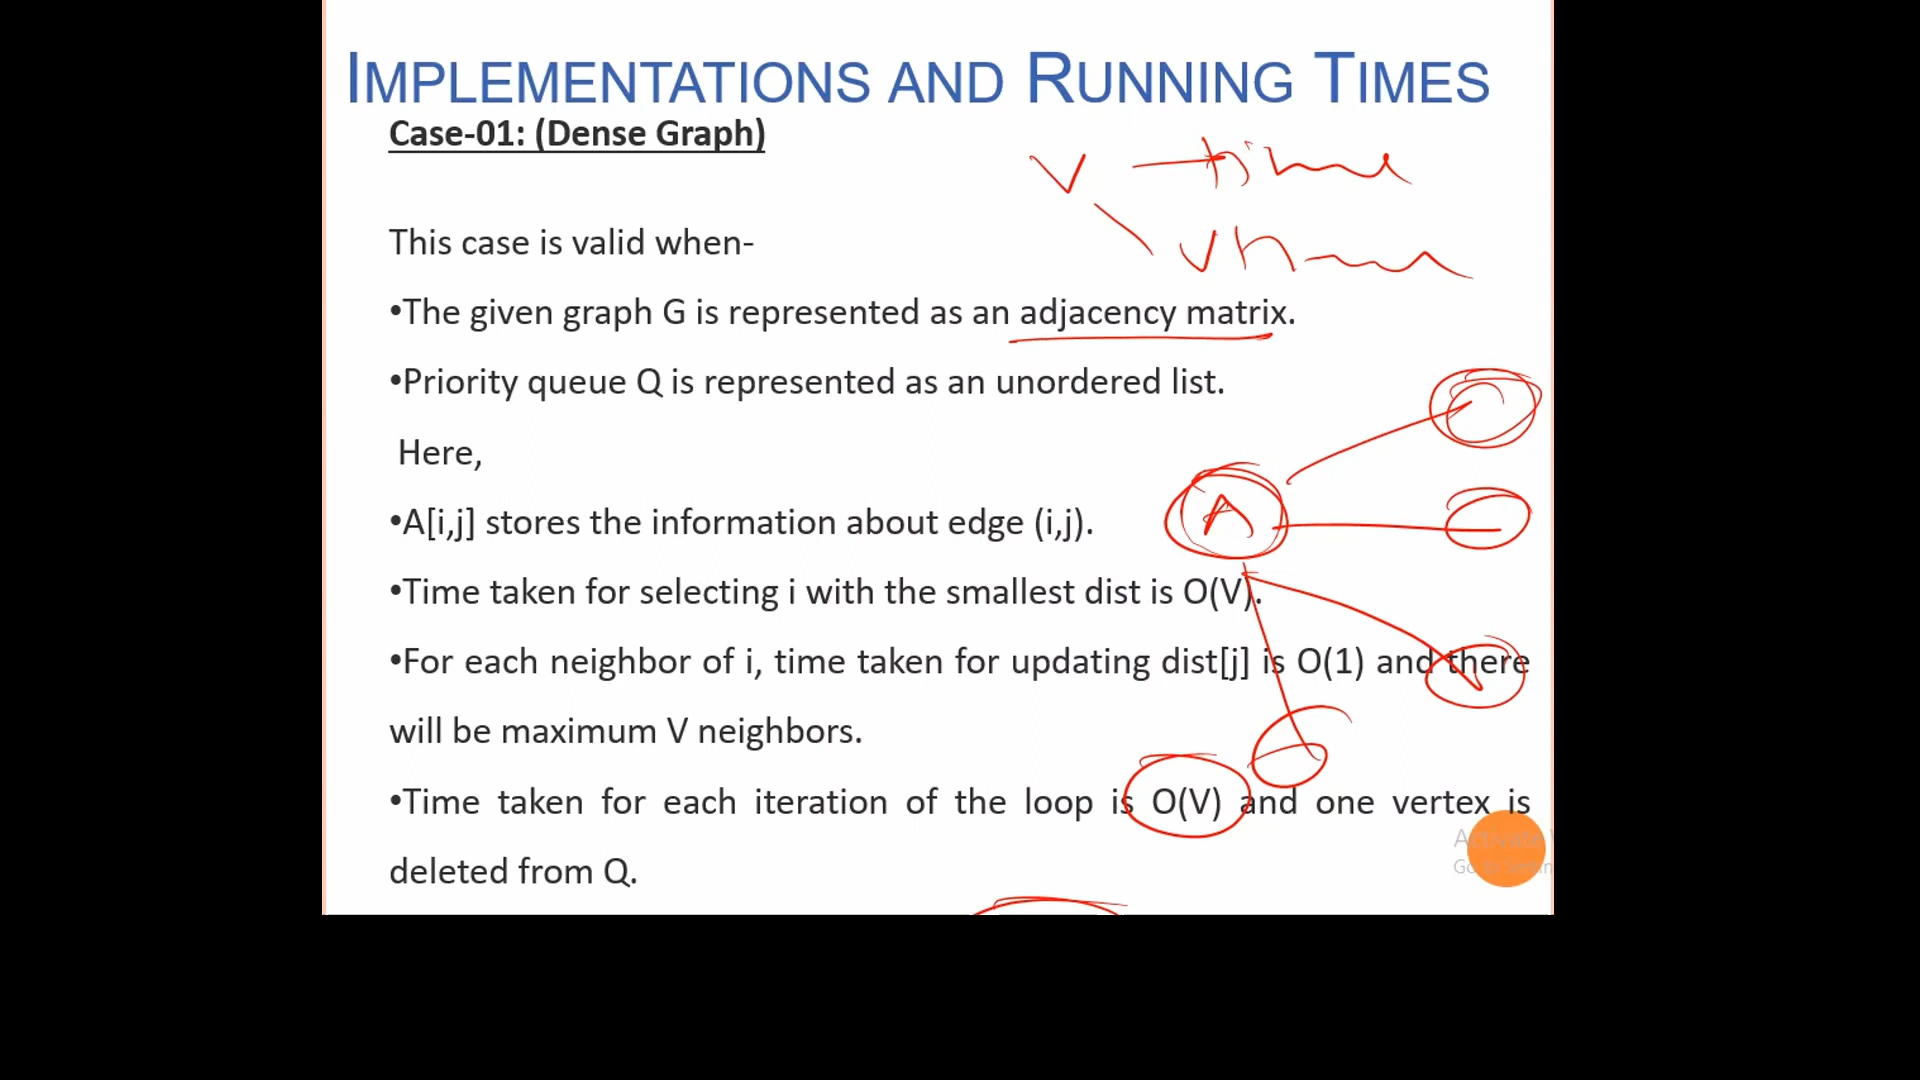 IMPLEMENTATIONS AND RUNNING TIMES
Case-01: (Dense Graph)
V time
This case is valid when-
•The given graph G is represented as an adjacency matrix.
•Priority queue Q is represented as an unordered list.
Here,
•A[i,j] stores the information about edge (i,j).
A
•Time taken for selecting i with the smallest dist is O(V).
•For each neighbor of i, time taken for updating dist[j] is O(1) and there
will be maximum V neighbors.
•Time taken for each iteration of the loop is O(V) and one vertex is
deleted from Q.